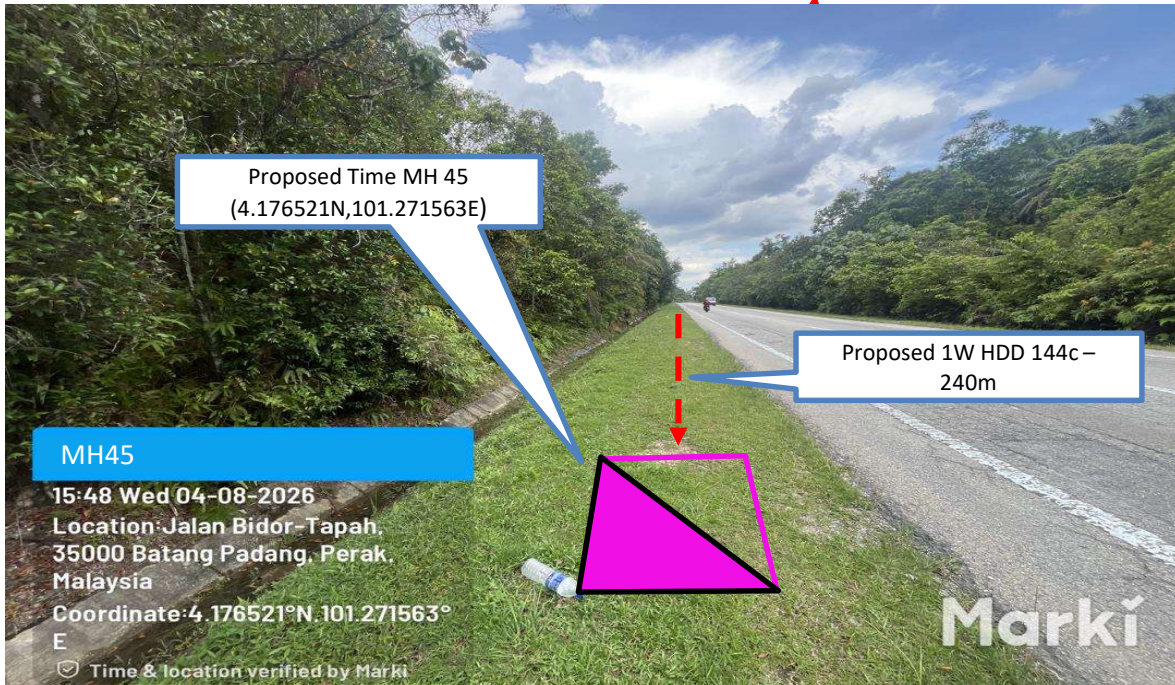 Proposed Time MH 45
(4.176521N,101.271563E)
Proposed 1W HDD 144c –
240m
MH45
15:48 Wed 04-08-2026
Location:Jalan Bidor-Tapah,
35000 Batang Padang, Perak,
Malaysia
Coordinate:4.176521°N,101.271563°
E
Time & location verified by Marki
Marki